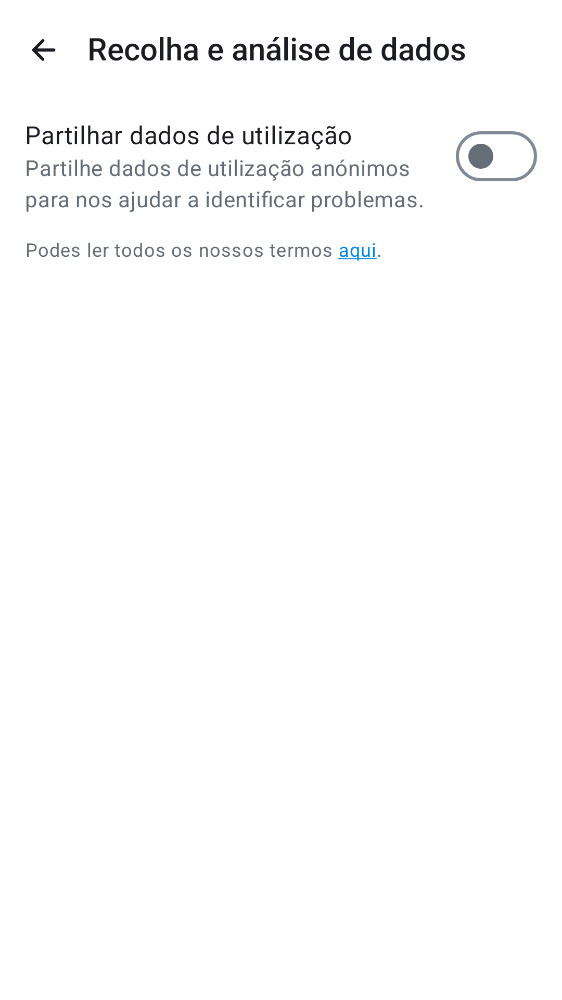 Recolha e análise de dados
Partilhar dados de utilização
Partilhe dados de utilização anónimos
para nos ajudar a identificar problemas.
Podes ler todos os nossos termos aqui.